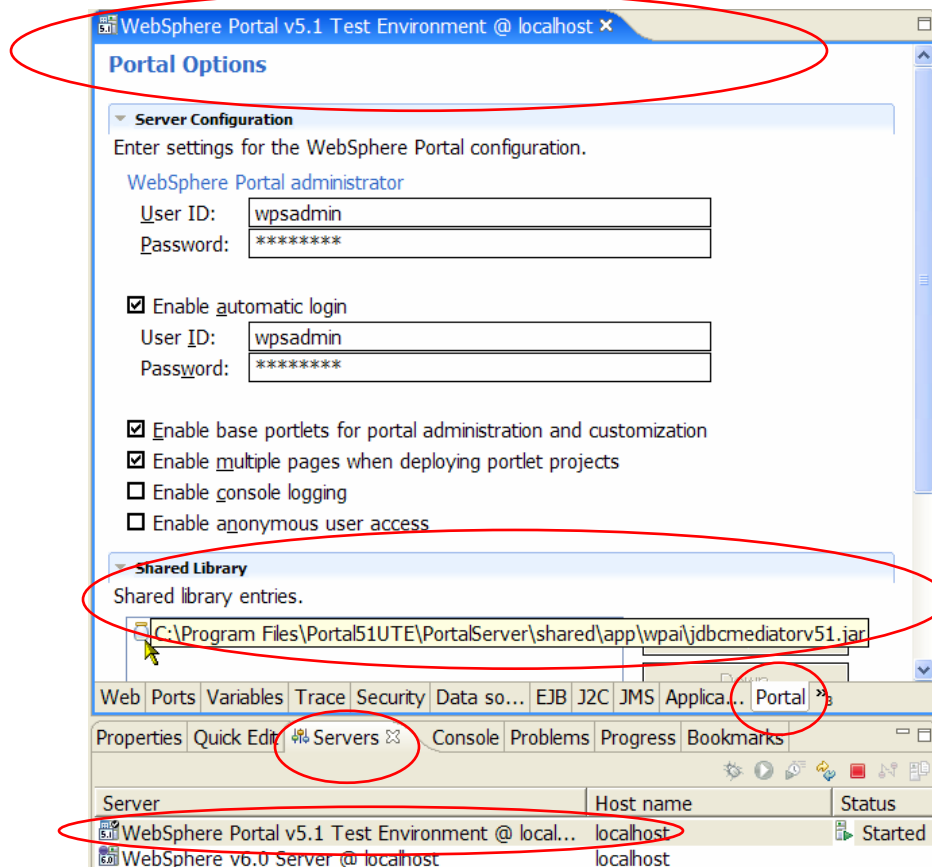 WebSphere Portal v5.1 Test Environment @ localhost
Portal Options
Server Configuration
Enter settings for the WebSphere Portal configuration.
WebSphere Portal administrator
User ID: wpsadmin
Password: ********
Enable automatic login
User ID: wpsadmin
Password: ********
Enable base portlets for portal administration and customization
Enable multiple pages when deploying portlet projects
Enable console logging
Enable anonymous user access
Shared Library
Shared library entries.
C:\Program Files\Portal51UTE\PortalServer\shared\app\wpai\jdbcmediatorv51.jar
Web Ports Variables Trace Security Data so... EJB J2C JMS Applica... Portal »3
Properties Quick Edit Servers Console Problems Progress Bookmarks
Server Host name Status
WebSphere Portal v5.1 Test Environment @ local... localhost Started
WebSphere v6.0 Server @ localhost localhost